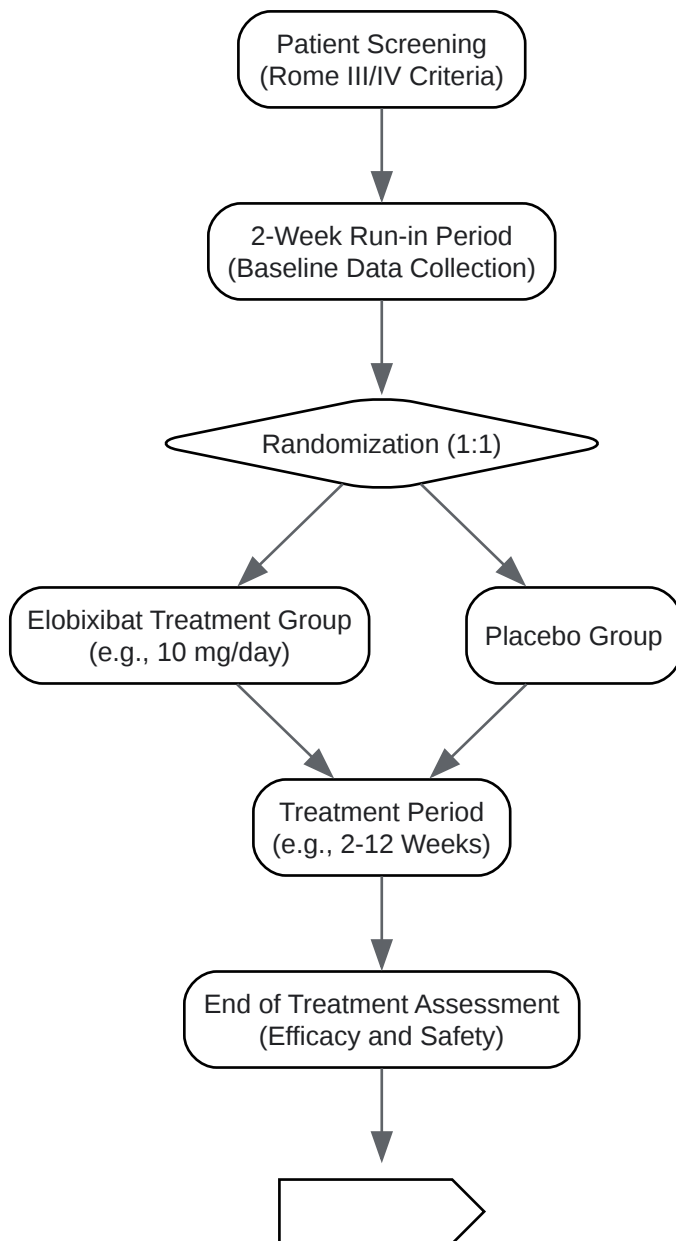 Patient Screening
(Rome III/IV Criteria)
2-Week Run-in Period
(Baseline Data Collection)
Randomization (1:1)
Elobixibat Treatment Group
(e.g., 10 mg/day)
Placebo Group
Treatment Period
(e.g., 2-12 Weeks)
End of Treatment Assessment
(Efficacy and Safety)